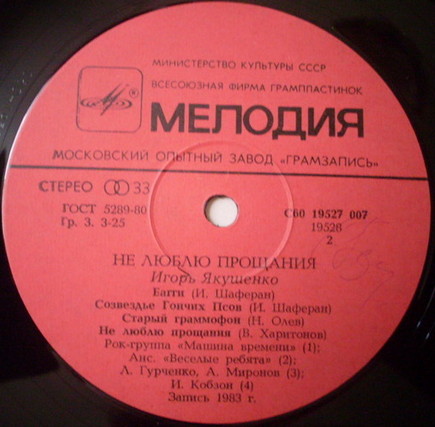 МИНИСТЕРСТВО КУЛЬТУРЫ СССР
ВСЕСОЮЗНАЯ ФИРМА ГРАМПЛАСТИНОК
МЕЛОДИЯ
МОСКОВСКИЙ ОПЫТНЫЙ ЗАВОД «ГРАМЗАПИСЬ»
СТЕРЕО 33
ГОСТ 5289-80
Гр. 3. 3-25
С60 19527 007
19528
2
НЕ ЛЮБЛЮ ПРОЩАНИЯ
Игорь Якушенко
Багги (И. Шаферан)
Созвездье Гончих Псов (И. Шаферан)
Старый граммофон (Н. Олев)
Не люблю прощания (В. Харитонов)
Рок-группа «Машина времени» (1);
Анс. «Веселые ребята» (2);
Л. Гурченко, А. Миронов (3);
И. Кобзон (4)
Запись 1983 г.